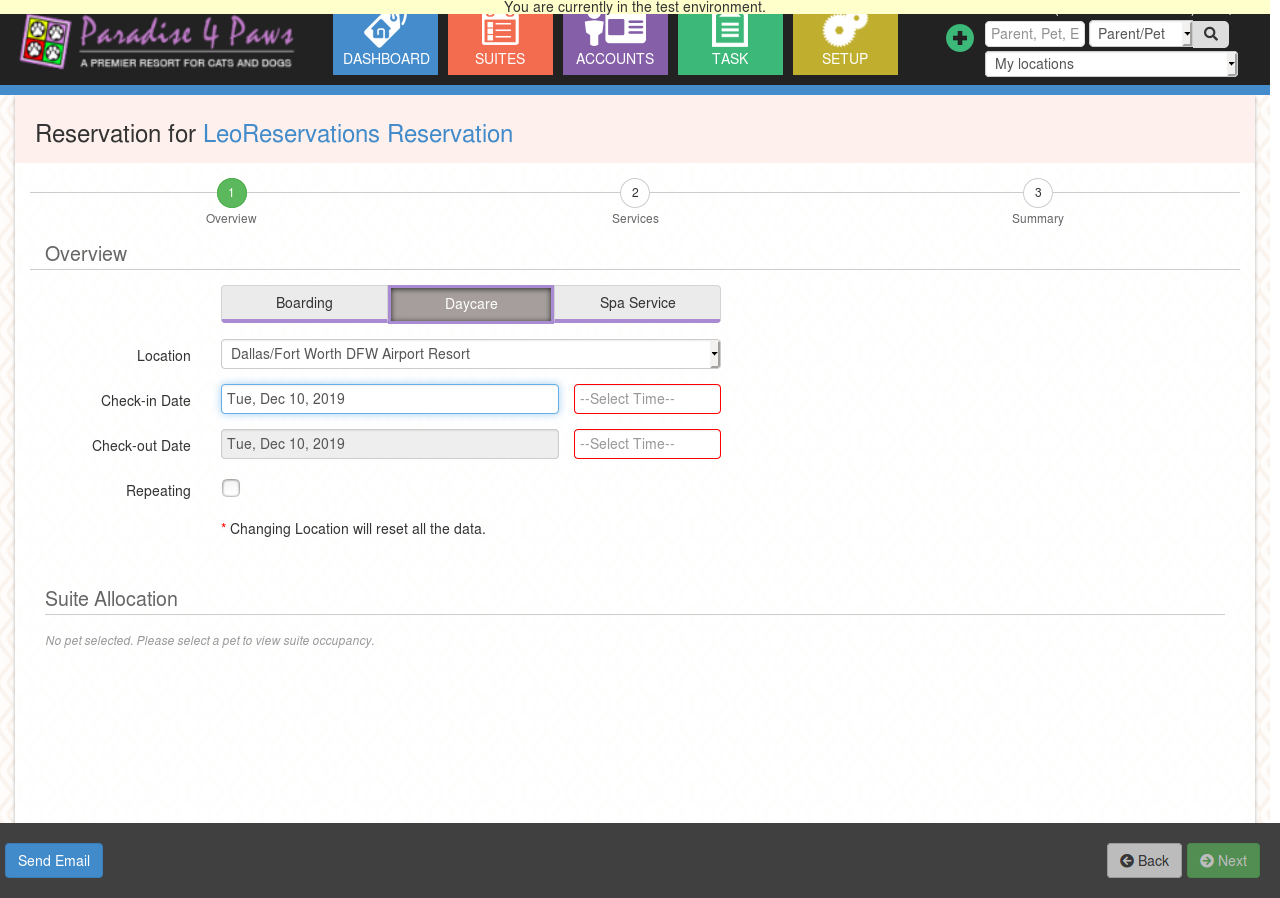 You are currently in the test environment.
Paradise 4 Paws
A PREMIER RESORT FOR CATS AND DOGS
DASHBOARD
SUITES
ACCOUNTS
TASK
SETUP
Parent, Pet, E
Parent/Pet
My locations
Reservation for LeoReservations Reservation
1
2
3
Overview
Services
Summary
Overview
Boarding
Daycare
Spa Service
Location
Dallas/Fort Worth DFW Airport Resort
Check-in Date
Tue, Dec 10, 2019
--Select Time--
Check-out Date
Tue, Dec 10, 2019
--Select Time--
Repeating
* Changing Location will reset all the data.
Suite Allocation
No pet selected. Please select a pet to view suite occupancy.
Send Email
Back
Next